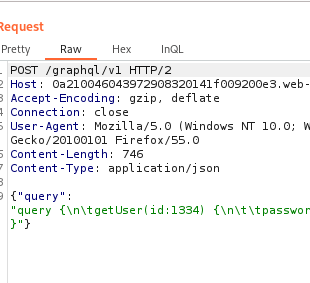 Request
Pretty Raw Hex InQL
POST /graphql/v1 HTTP/2
Host: 0a2100460439729083 20141f009200e3.web-
Accept-Encoding: gzip, deflate
Connection: close
User-Agent: Mozilla/5.0 (Windows NT 10.0; W
Gecko/20100101 Firefox/55.0
Content-Length: 746
Content-Type: application/json
{"query":
"query {\n\tgetUser(id:1334) {\n\t\tpasswor
}"}